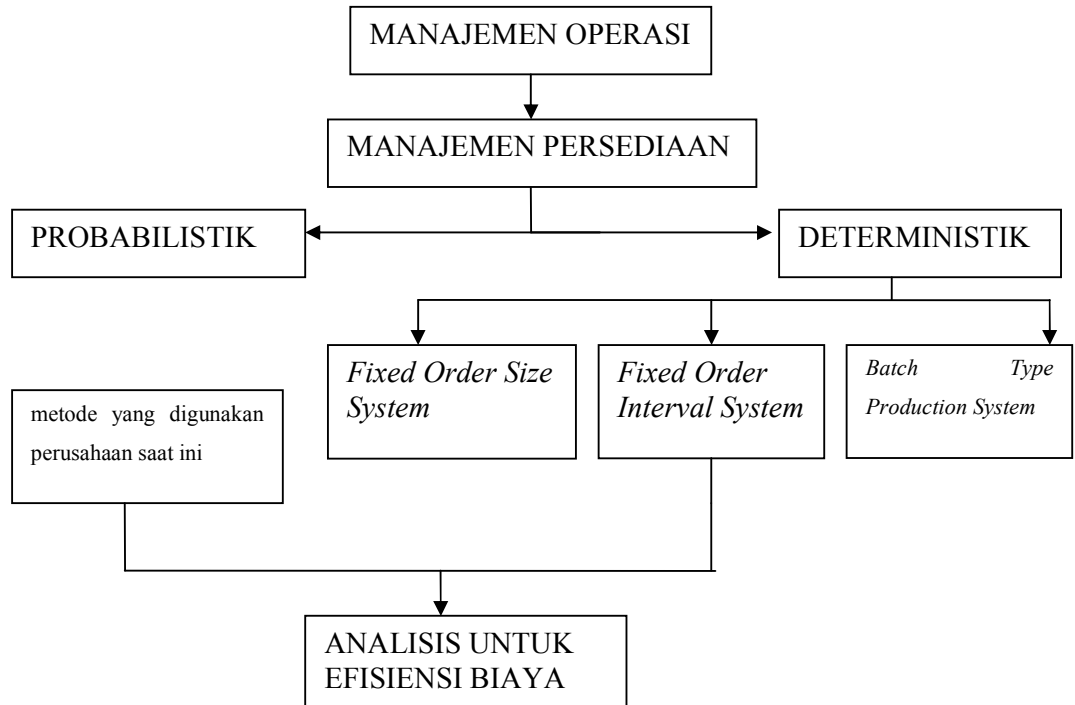 MANAJEMEN OPERASI
MANAJEMEN PERSEDIAAN
PROBABILISTIK
DETERMINISTIK
Fixed Order Size
System
Fixed Order
Interval System
Batch Type
Production System
metode yang digunakan
perusahaan saat ini
ANALISIS UNTUK
EFISIENSI BIAYA